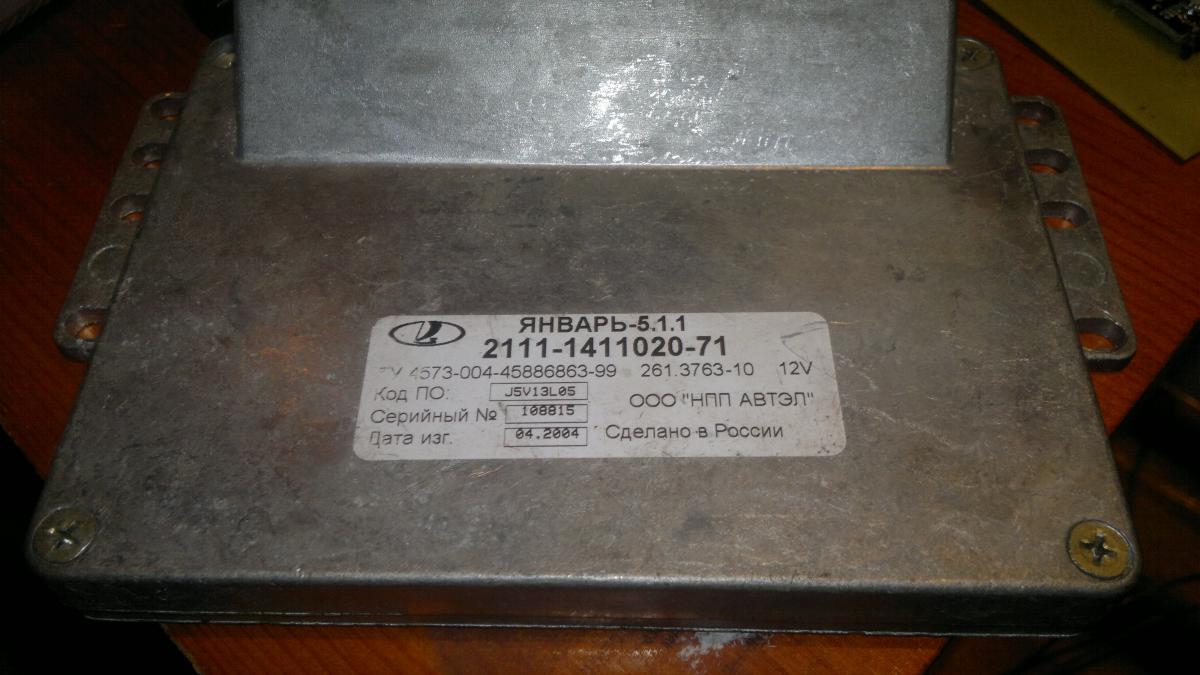 ЯНВАРЬ-5.1.1
2111-1411020-71
ТУ 4573-004-45886863-99 261.3763-10 12V
Код ПО: J5V13L05
Серийный № 108815
ООО "НПП АВТЭЛ"
Дата изг. 04.2004 Сделано в России